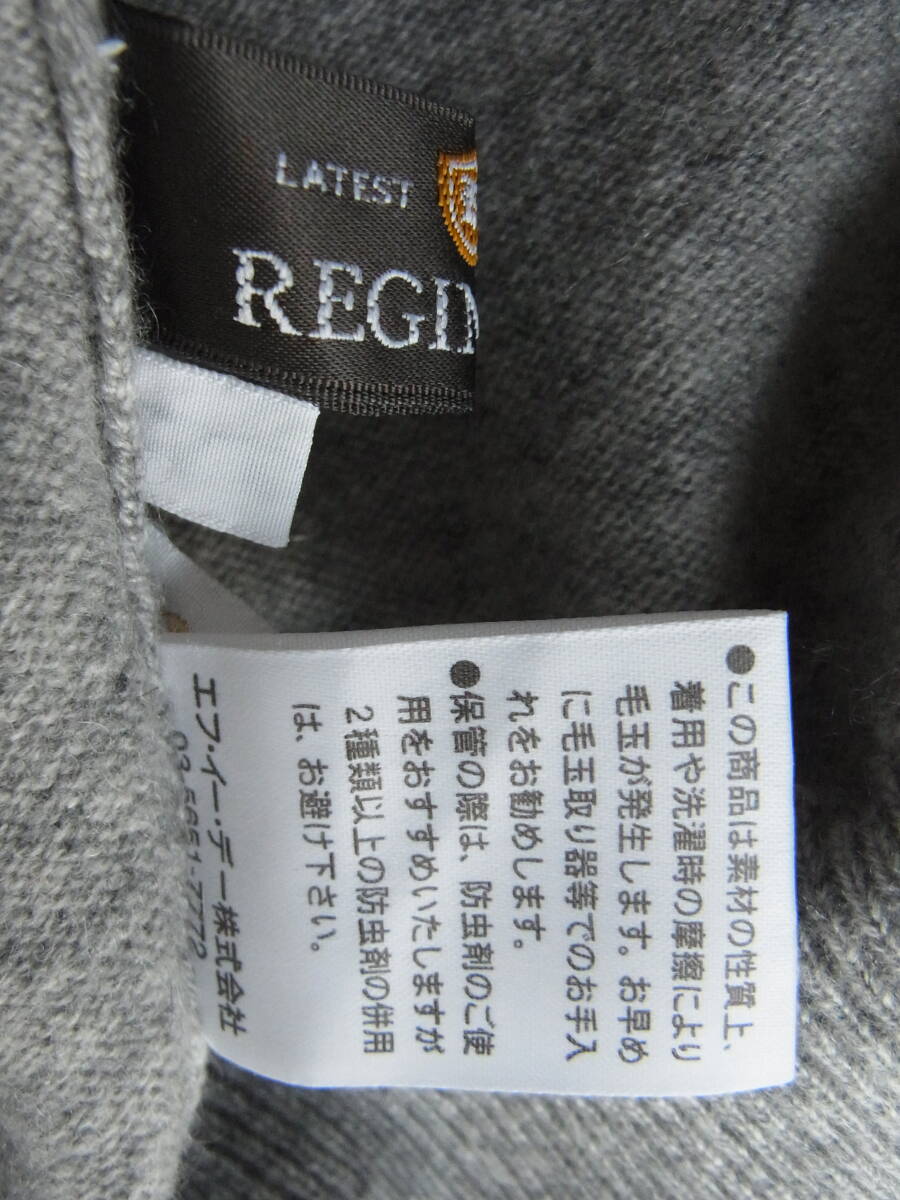 LATEST
REGIN
●この商品は素材の性質上、
着用や洗濯時の摩擦により
毛玉が発生します。お早め
に毛玉取り器等でのお手入
れをお勧めします。
●保管の際は、防虫剤のご使
用をおすすめいたしますが
2種類以上の防虫剤の併用
は、お避け下さい。
エフ・イー・デー株式会社
03-5651-7772